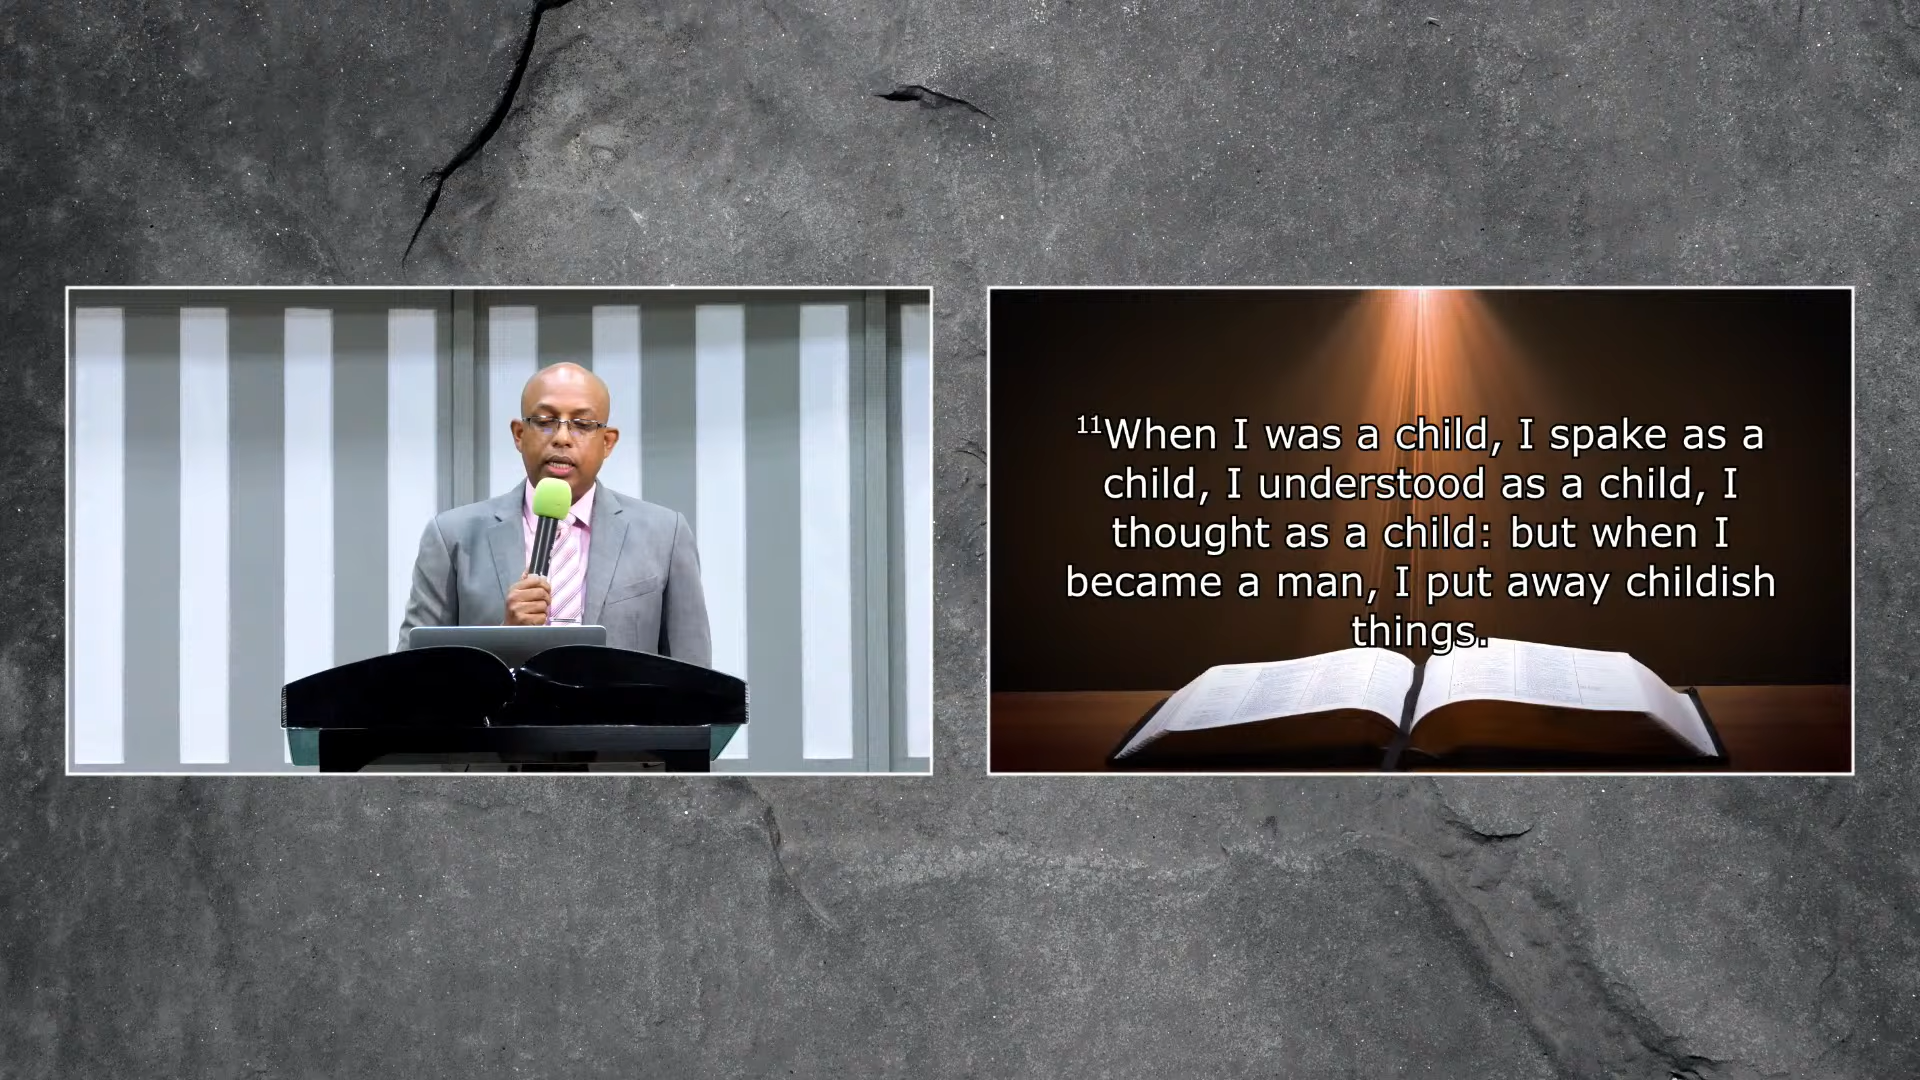 ¹¹When I was a child, I spake as a
child, I understood as a child, I
thought as a child: but when I
became a man, I put away childish
things.